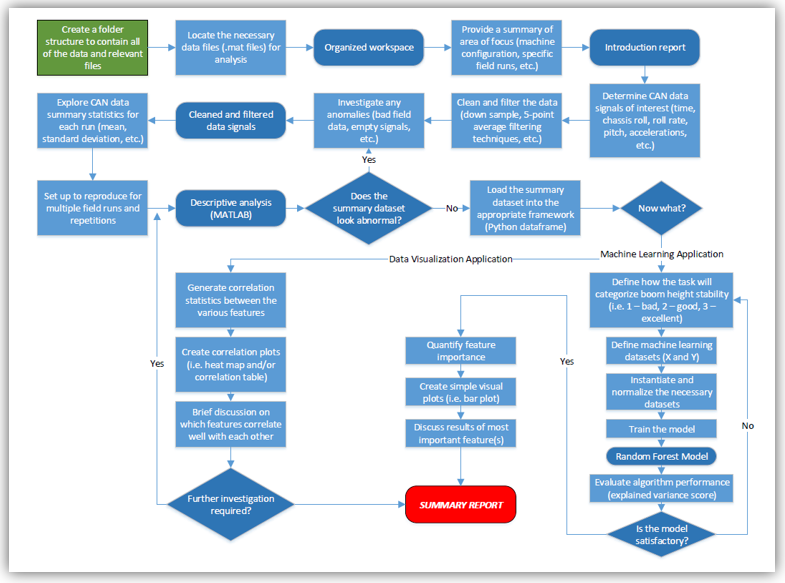 Create a folder
structure to contain all
of the data and relevant
files
Locate the necessary
data files (.mat files) for
analysis
Organized workspace
Provide a summary of
area of focus (machine
configuration, specific
field runs, etc.)
Introduction report
Explore CAN data
summary statistics for
each run (mean,
standard deviation, etc.)
Cleaned and filtered
data signals
Investigate any
anomalies (bad field
data, empty signals,
etc.)
Clean and filter the data
(down sample, 5-point
average filtering
techniques, etc.)
Determine CAN data
signals of interest (time,
chassis roll, roll rate,
pitch, accelerations,
etc.)
Yes
Set up to reproduce for
multiple field runs and
repetitions
Descriptive analysis
(MATLAB)
Does the
summary dataset
look abnormal?
No
Load the summary
dataset into the
appropriate framework
(Python dataframe)
Now what?
Data Visualization Application
Machine Learning Application
Generate correlation
statistics between the
various features
Create correlation plots
(i.e. heat map and/or
correlation table)
Brief discussion on
which features correlate
well with each other
Further investigation
required?
Yes
Quantify feature
importance
Create simple visual
plots (i.e. bar plot)
Discuss results of most
important feature(s)
SUMMARY REPORT
Yes
Define how the task will
categorize boom height stability
(i.e. 1 – bad, 2 – good, 3 –
excellent)
Define machine learning
datasets (X and Y)
Instantiate and
normalize the necessary
datasets
Train the model
Random Forest Model
Evaluate algorithm performance
(explained variance score)
Is the model
satisfactory?
No